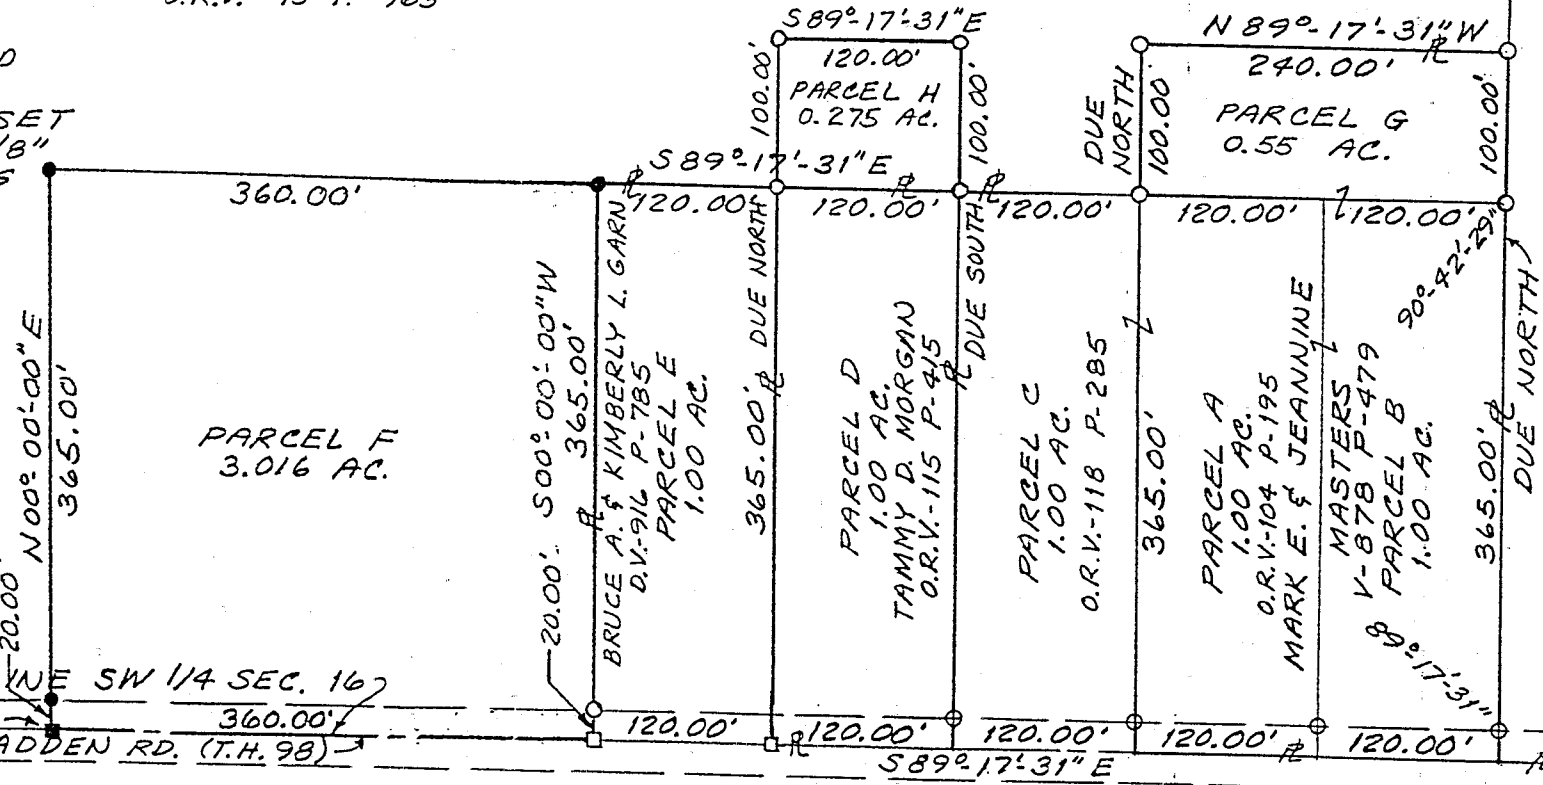 S89°-17'-31"E
120.00'
PARCEL H
0.275 AC.
100.00'
100.00'
N 89°-17'-31"W
240.00'
PARCEL G
0.55 AC.
DUE
NORTH
100.00
100.00'
SET
360.00'
S89°-17'-31"E
120.00'
120.00'
120.00'
120.00'
120.00'
90°-42'-29"
N00°00'-00"E
365.00'
PARCEL F
3.016 AC.
S00°-00'-00"W
365.00'
BRUCE A. & KIMBERLY L. GARN
D.V.-916 P-785
PARCEL E
1.00 AC.
365.00' DUE NORTH
PARCEL D
1.00 AC.
TAMMY D. MORGAN
O.R.V.-115 P-415
DUE SOUTH
PARCEL C
1.00 AC.
O.R.V.-118 P-285
365.00'
PARCEL A
1.00 AC.
O.R.V.-104 P-195
MARK E. & JEANNINE
MASTERS
V-878 P-479
PARCEL B
1.00 AC.
365.00'
DUE NORTH
89°-17'-31"
20.00'
20.00'
INE SW 1/4 SEC. 16
360.00'
120.00'
120.00'
120.00'
120.00'
120.00'
ADDEN RD. (T.H. 98)
S89°-17'-31"E